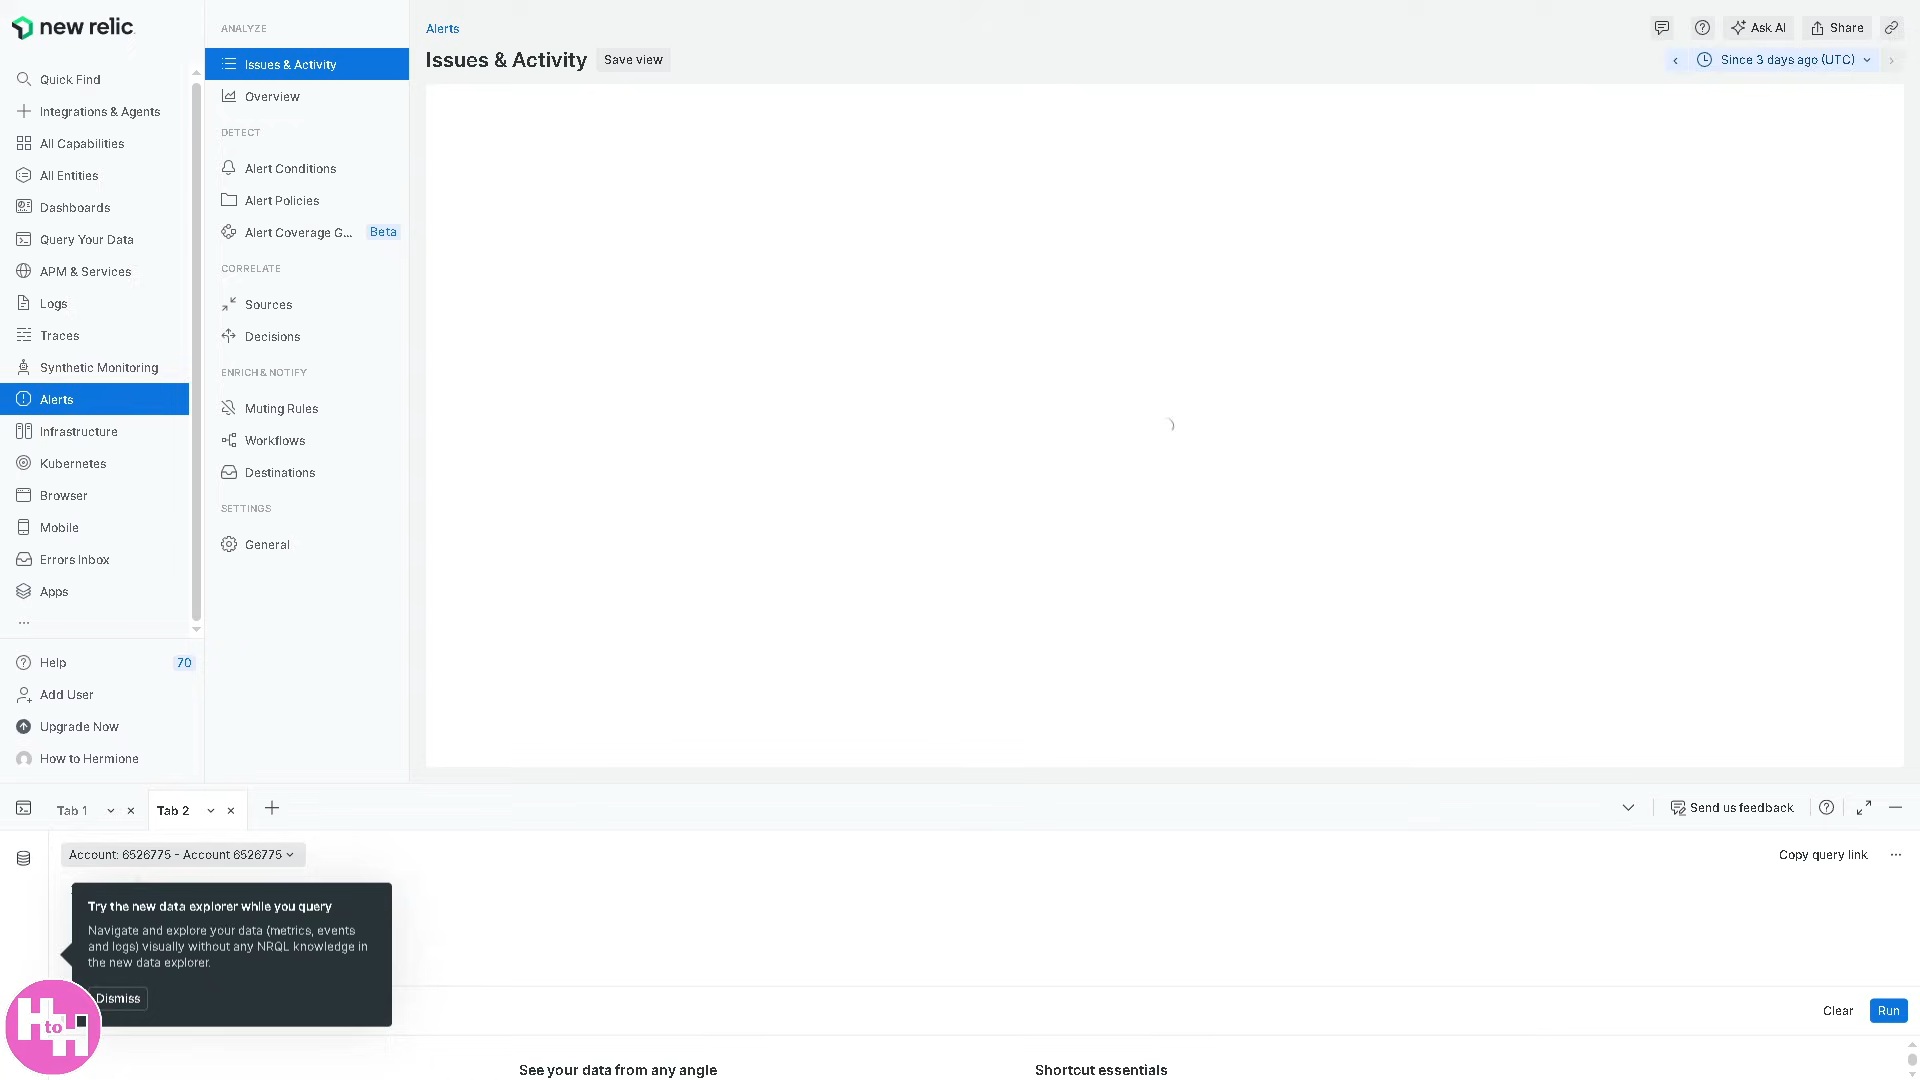 new relic
Quick Find
Integrations & Agents
All Capabilities
All Entities
Dashboards
Query Your Data
APM & Services
Logs
Traces
Synthetic Monitoring
Alerts
Infrastructure
Kubernetes
Browser
Mobile
Errors Inbox
Apps
...
Help 70
Add User
Upgrade Now
How to Hermione
ANALYZE
Issues & Activity
Overview
DETECT
Alert Conditions
Alert Policies
Alert Coverage G... Beta
CORRELATE
Sources
Decisions
ENRICH & NOTIFY
Muting Rules
Workflows
Destinations
SETTINGS
General
Alerts
Issues & Activity Save view
Ask AI Share
Since 3 days ago (UTC)
Tab 1 Tab 2
Send us feedback
Account: 6526775 - Account 6526775
Copy query link
Try the new data explorer while you query
Navigate and explore your data (metrics, events
and logs) visually without any NRQL knowledge in
the new data explorer.
Dismiss
H to H
Clear Run
See your data from any angle
Shortcut essentials